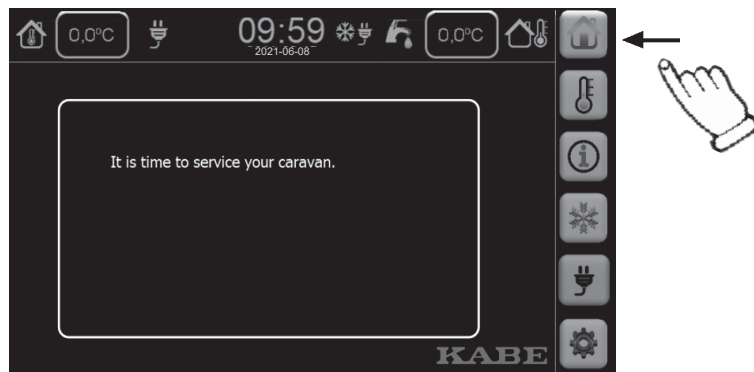 0,0°C
09:59
2021-06-08
0,0°C
It is time to service your caravan.
KABE